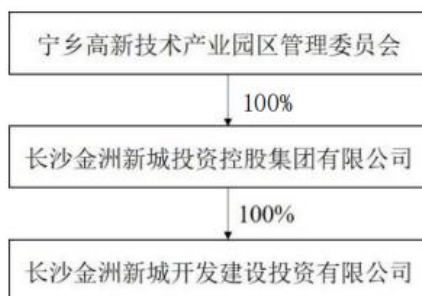 宁乡高新技术产业园区管理委员会
100%
长沙金洲新城投资控股集团有限公司
100%
长沙金洲新城开发建设投资有限公司